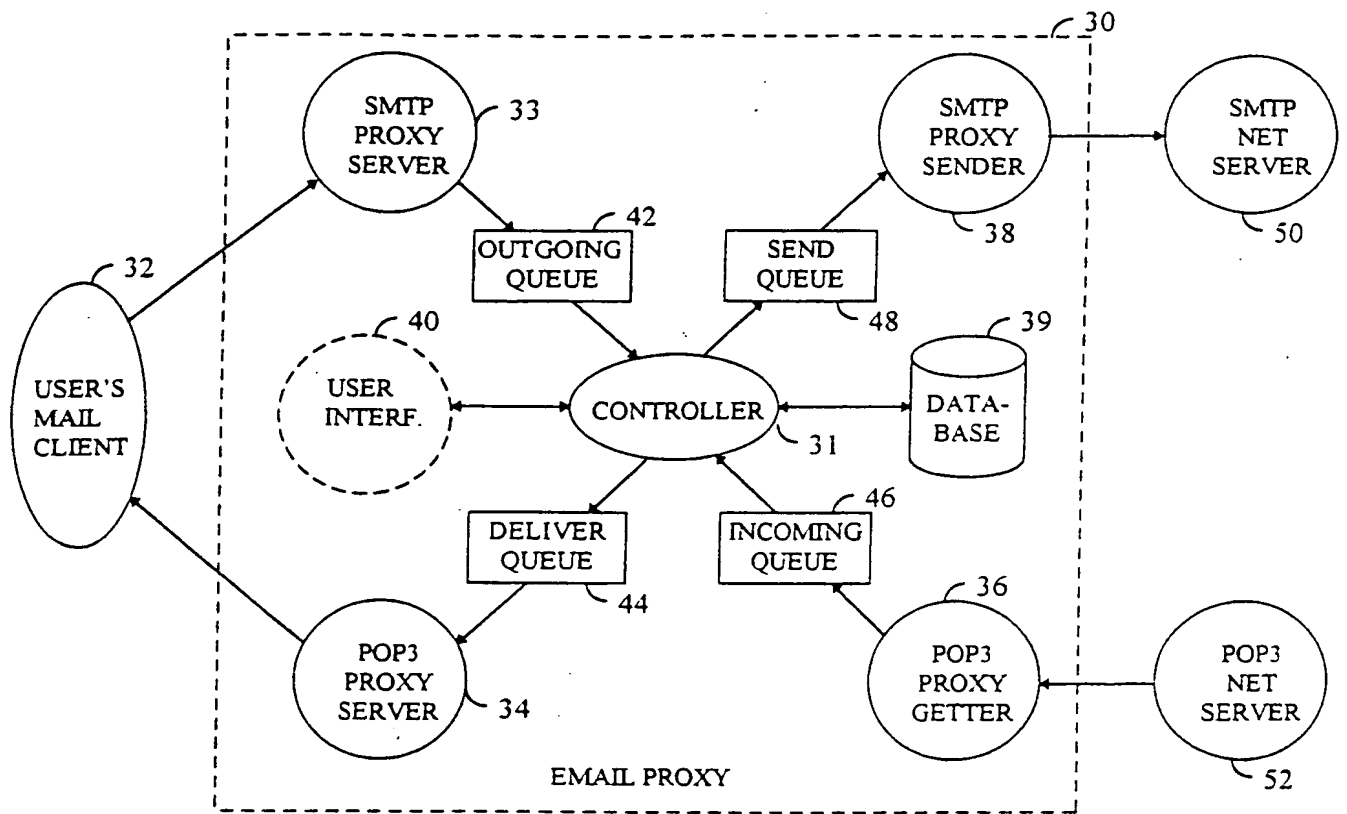 30
SMTP
PROXY
SERVER
33
SMTP
PROXY
SENDER
38
SMTP
NET
SERVER
50
42
OUTGOING
QUEUE
SEND
QUEUE
48
32
USER'S
MAIL
CLIENT
40
USER
INTERF.
CONTROLLER
31
39
DATA-
BASE
DELIVER
QUEUE
44
46
INCOMING
QUEUE
POP3
PROXY
SERVER
34
36
POP3
PROXY
GETTER
POP3
NET
SERVER
52
EMAIL PROXY